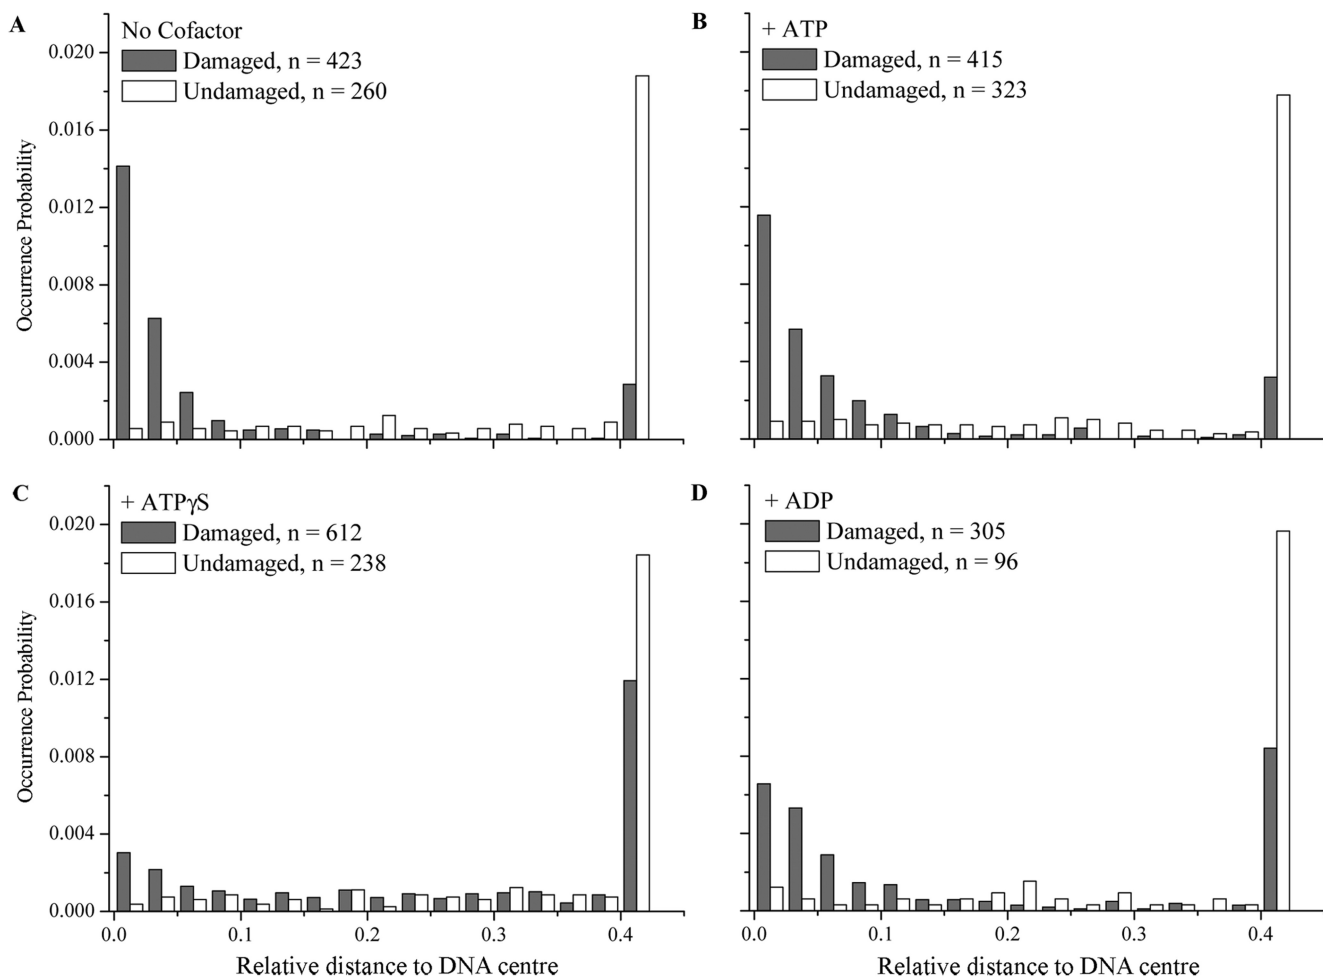 A
No Cofactor
Damaged, n = 423
Undamaged, n = 260
0.020
0.016
0.012
0.008
0.004
0.000
Occurrence Probability
B
+ ATP
Damaged, n = 415
Undamaged, n = 323
C
+ ATPγS
Damaged, n = 612
Undamaged, n = 238
0.020
0.016
0.012
0.008
0.004
0.000
Occurrence Probability
0.0 0.1 0.2 0.3 0.4
Relative distance to DNA centre
D
+ ADP
Damaged, n = 305
Undamaged, n = 96
0.0 0.1 0.2 0.3 0.4
Relative distance to DNA centre